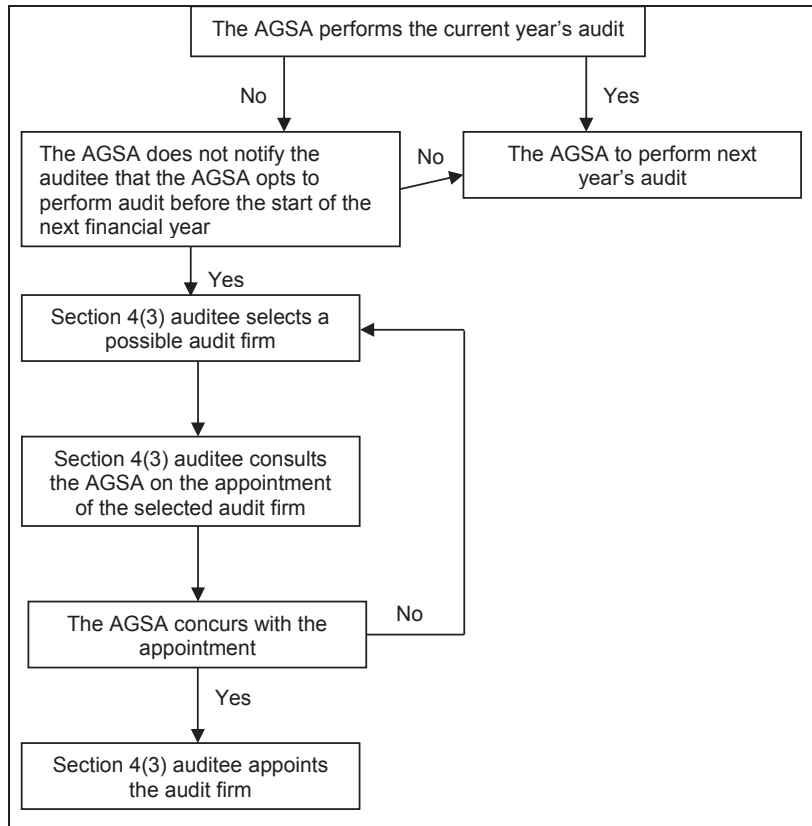 The AGSA performs the current year’s audit
No
Yes
The AGSA does not notify the
auditee that the AGSA opts to
perform audit before the start of the
next financial year
No
The AGSA to perform next
year’s audit
Yes
Section 4(3) auditee selects a
possible audit firm
Section 4(3) auditee consults
the AGSA on the appointment
of the selected audit firm
The AGSA concurs with the
appointment
No
Yes
Section 4(3) auditee appoints
the audit firm